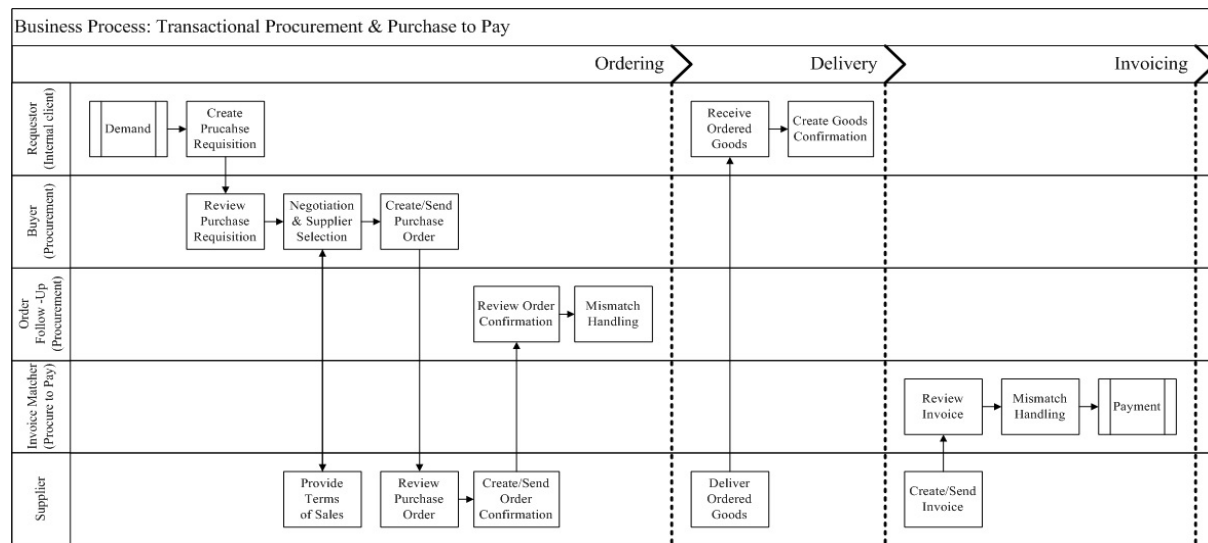 Business Process: Transactional Procurement & Purchase to Pay
Ordering
Delivery
Invoicing
Requestor
(Internal client)
Demand
Create
Prucahse
Requisition
Receive
Ordered
Goods
Create Goods
Confirmation
Buyer
(Procurement)
Review
Purchase
Requisition
Negotiation
& Supplier
Selection
Create/Send
Purchase
Order
Order
Follow -Up
(Procurement)
Review Order
Confirmation
Mismatch
Handling
Invoice Matcher
(Procure to Pay)
Review
Invoice
Mismatch
Handling
Payment
Supplier
Provide
Terms
of Sales
Review
Purchase
Order
Create/Send
Order
Confirmation
Deliver
Ordered
Goods
Create/Send
Invoice